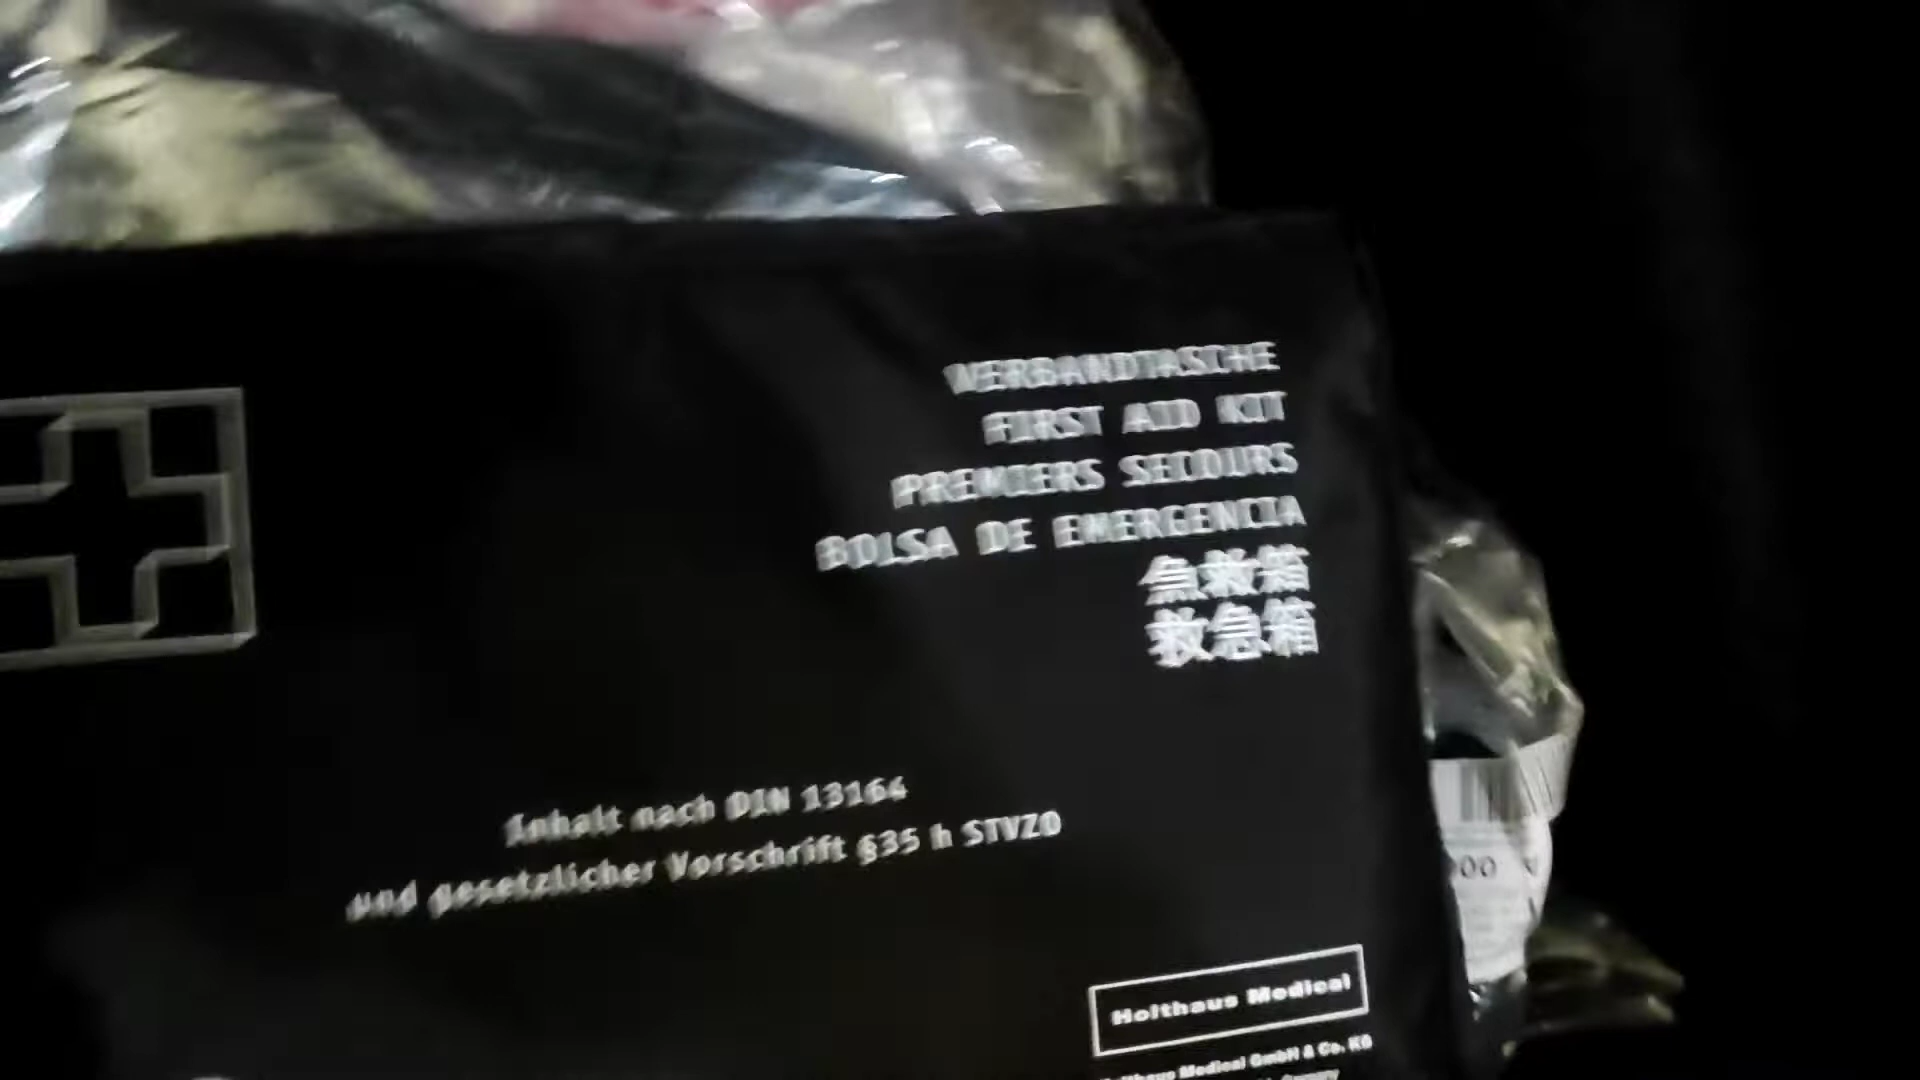 VERBANDTASCHE
FIRST AID KIT
PREMIERS SECOURS
BOLSA DE EMERGENCIA
急救箱
救急箱
Inhalt nach DIN 13164
und gesetzlicher Vorschrift §35 h STVZO
Holthaus Medical
Medical GmbH & Co. KG
Germany